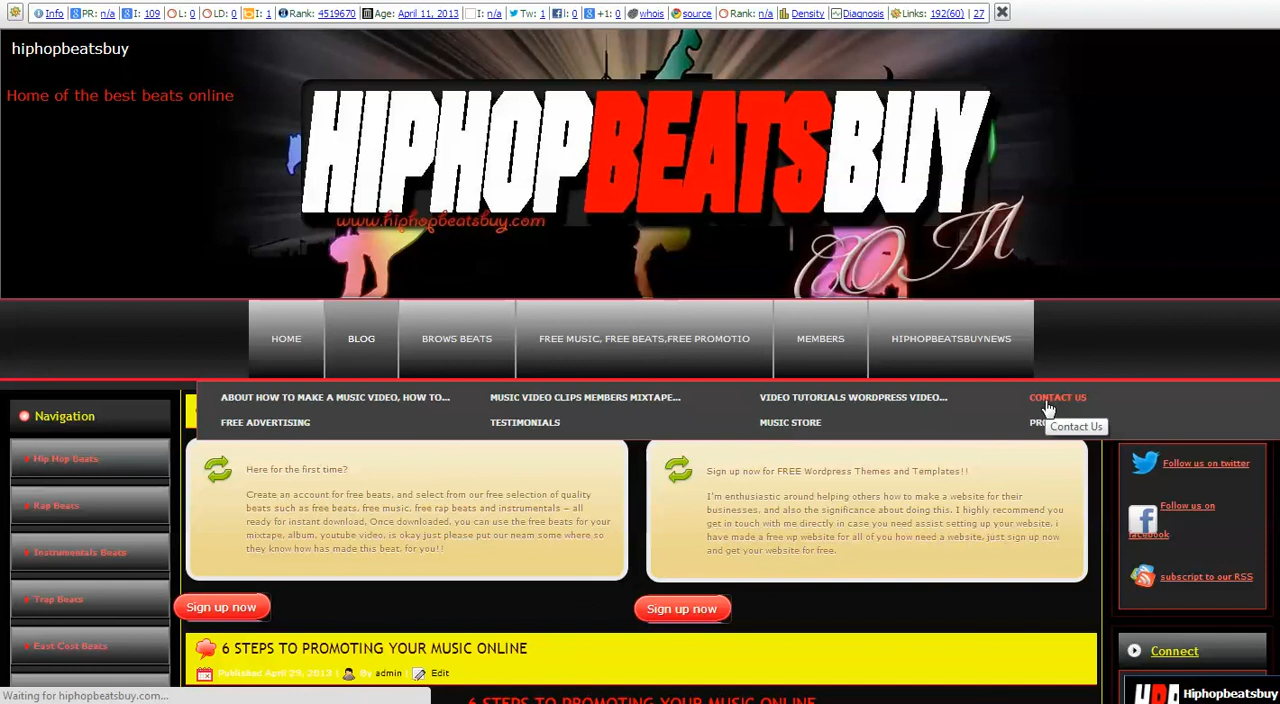 Info PR: n/a I: 109 L: 0 LD: 0 I: 1 Rank: 4519670 Age: April 11, 2013 I: n/a Tw: 1 l: 0 +1: 0 whois source Rank: n/a Density Diagnosis Links: 192(60) | 27
hiphopbeatsbuy
Home of the best beats online
HIPHOPBEATSBUY
www.hiphopbeatsbuy.com
COM
HOME BLOG BROWS BEATS FREE MUSIC, FREE BEATS,FREE PROMOTIO MEMBERS HIPHOPBEATSBUYNEWS
ABOUT HOW TO MAKE A MUSIC VIDEO, HOW TO... MUSIC VIDEO CLIPS MEMBERS MIXTAPE... VIDEO TUTORIALS WORDPRESS VIDEO... CONTACT US
FREE ADVERTISING TESTIMONIALS MUSIC STORE
Contact Us
Navigation
Hip Hop Beats
Rap Beats
Instrumentals Beats
Trap Beats
East Cost Beats
Here for the first time?
Create an account for free beats, and select from our free selection of quality
beats such as free beats, free music, free rap beats and instrumentals – all
ready for instant download, Once downloaded, you can use the free beats for your
mixtape, album, youtube video, is okay just please put our neam some where so
they know how has made this beat, for you!!
Sign up now
Sign up now for FREE Wordpress Themes and Templates!!
I'm enthusiastic around helping others how to make a website for their
businesses, and also the significance about doing this. I highly recommend you
get in touch with me directly in case you need assist setting up your website, i
have made a free wp website for all of you how need a website, just sign up now
and get your website for free.
Sign up now
6 STEPS TO PROMOTING YOUR MUSIC ONLINE
Published April 29, 2013 | By admin | Edit
6 STEPS TO PROMOTING YOUR MUSIC ONLINE
Follow us on twitter
Follow us on
facebook
subscript to our RSS
Connect
Hiphopbeatsbuy
Waiting for hiphopbeatsbuy.com...